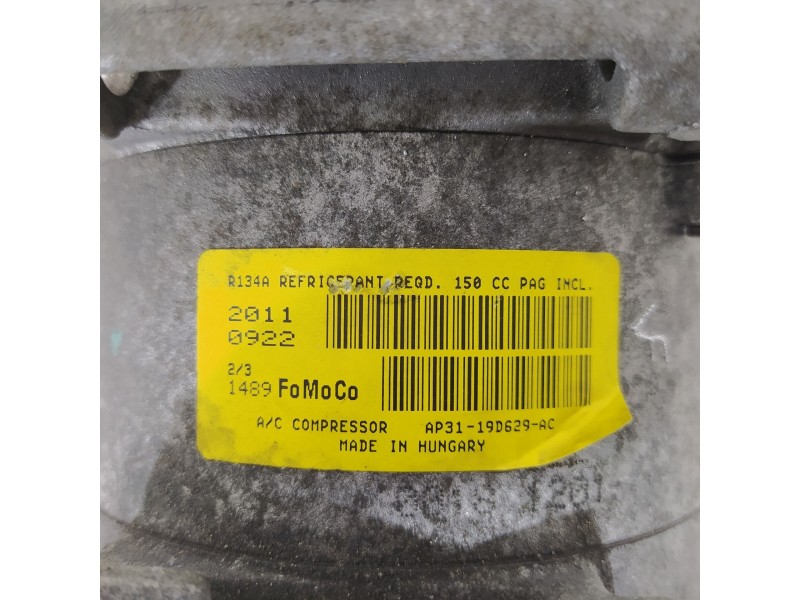 R134A REFRIGERANT REQD. 150 CC PAG INCL.
2011
0922
2/3
1489 FoMoCo
A/C COMPRESSOR AP31-19D629-AC
MADE IN HUNGARY